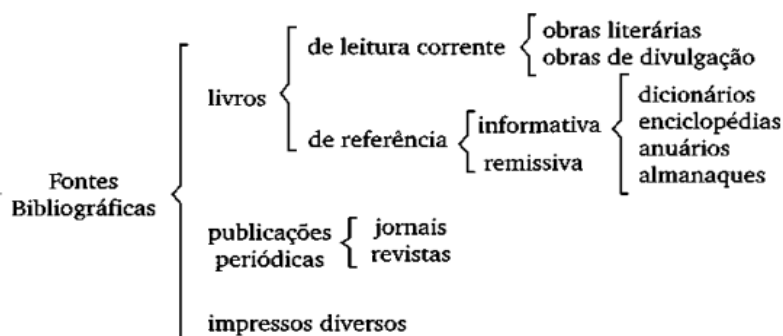 Fontes
Bibliográficas
livros
de leitura corrente
obras literárias
obras de divulgação
de referência
informativa
remissiva
dicionários
enciclopédias
anuários
almanaques
publicações
periódicas
jornais
revistas
impressos diversos